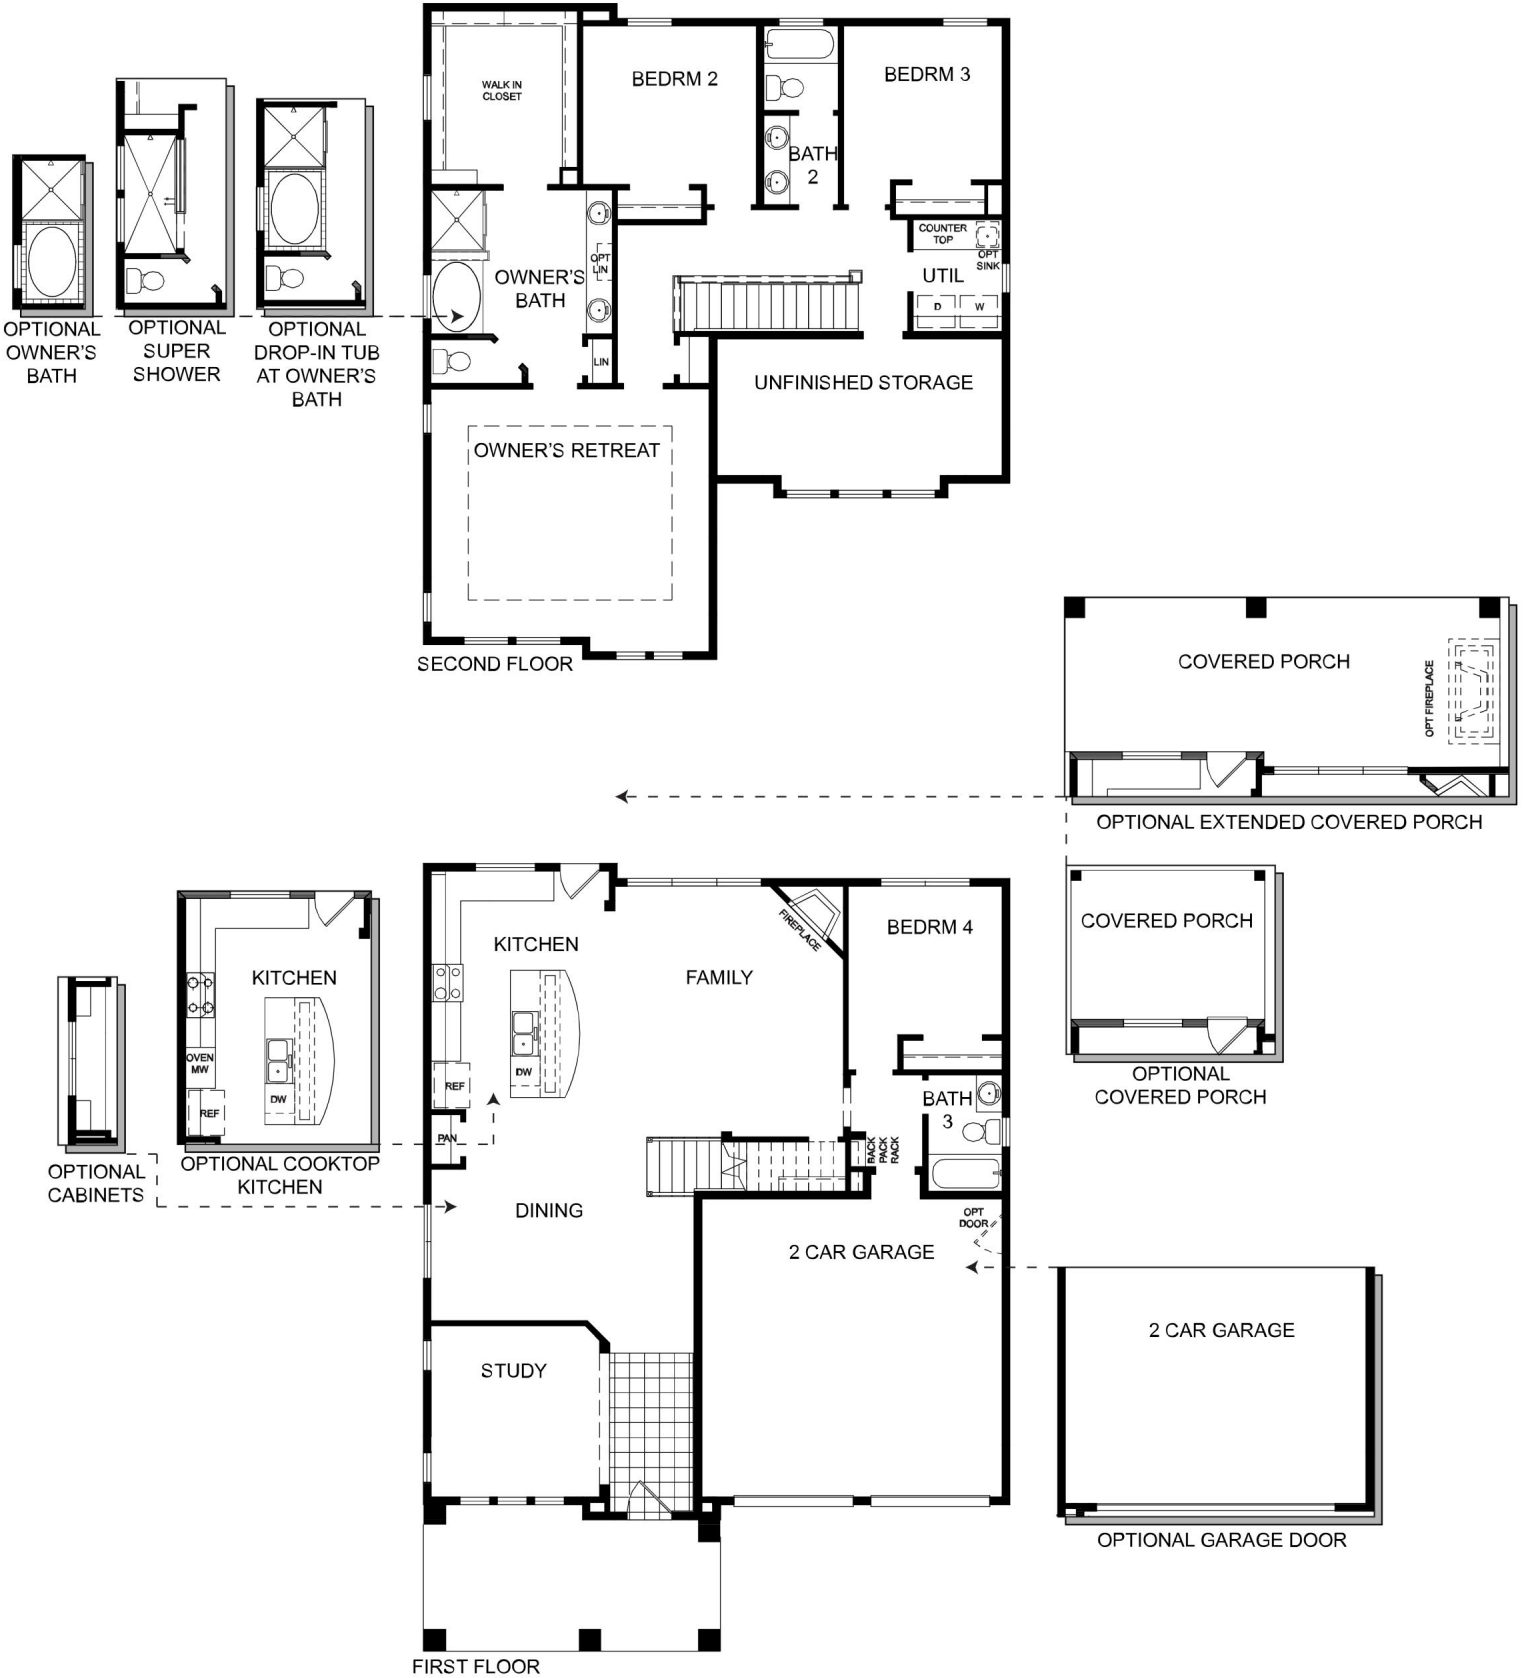 WALK IN
CLOSET
BEDRM 2
BATH
2
BEDRM 3
COUNTER
TOP
OPT
SINK
UTIL
D
W
OWNER'S
BATH
OPT
LIN
LIN
UNFINISHED STORAGE
OWNER'S RETREAT
SECOND FLOOR
OPTIONAL
OWNER'S
BATH
OPTIONAL
SUPER
SHOWER
OPTIONAL
DROP-IN TUB
AT OWNER'S
BATH
COVERED PORCH
OPT FIREPLACE
OPTIONAL EXTENDED COVERED PORCH
COVERED PORCH
OPTIONAL
COVERED PORCH
KITCHEN
OVEN
MW
REF
DW
OPTIONAL COOKTOP
KITCHEN
OPTIONAL
CABINETS
KITCHEN
DW
REF
PAN
FAMILY
FIREPLACE
BEDRM 4
BATH
3
BACK
PACK
RACK
DINING
OPT
DOOR
2 CAR GARAGE
STUDY
2 CAR GARAGE
OPTIONAL GARAGE DOOR
FIRST FLOOR